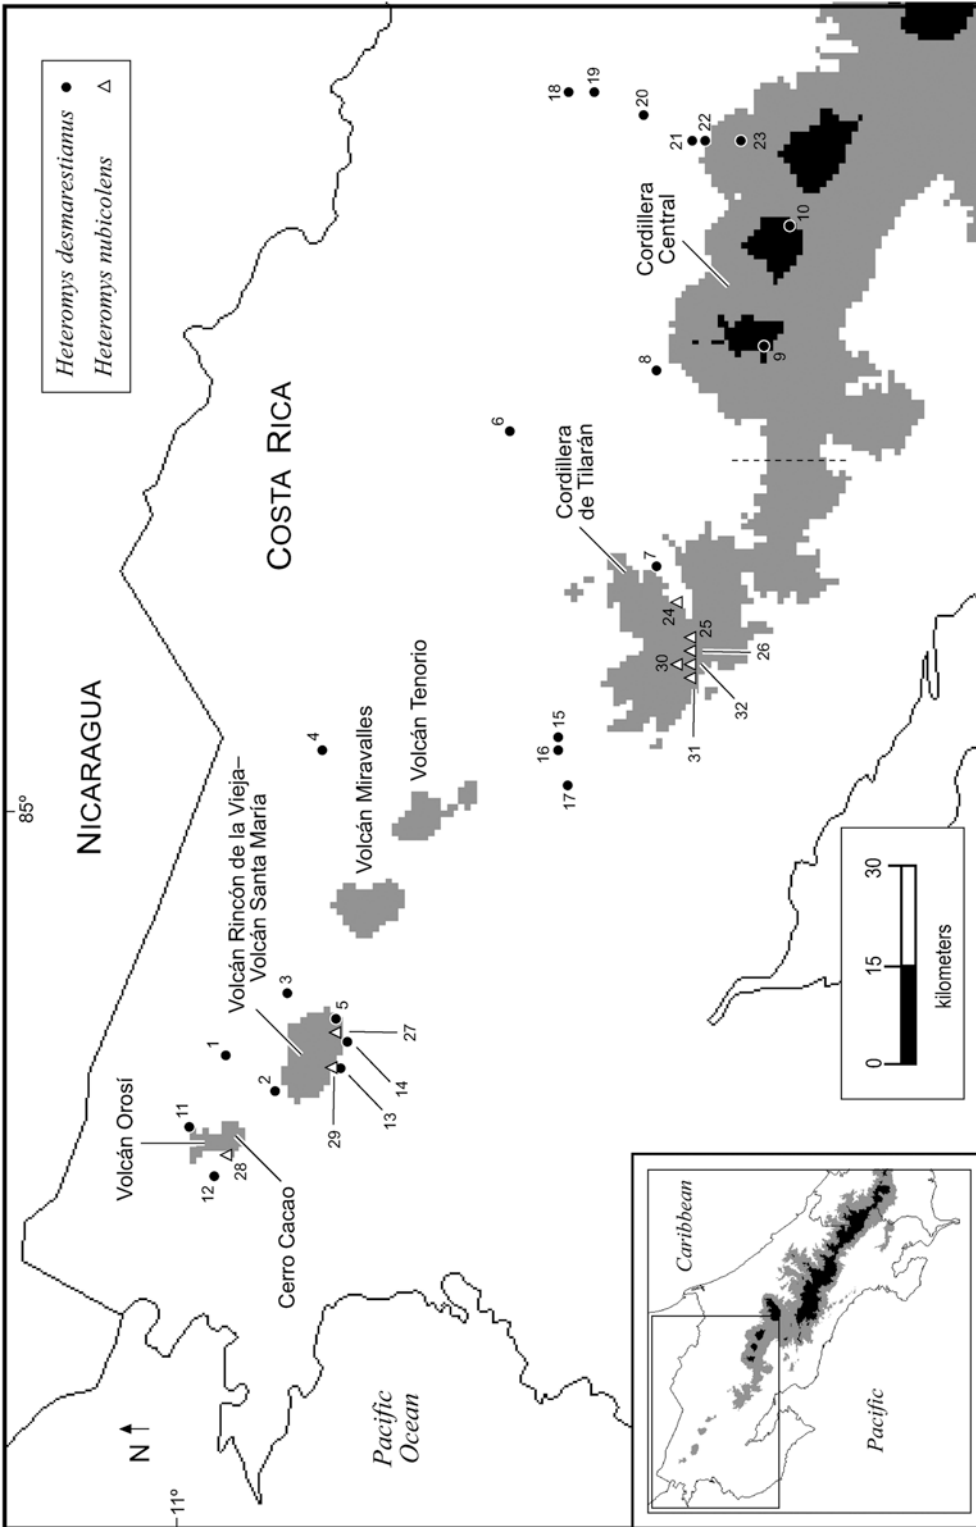 85º
11º
N
NICARAGUA
COSTA RICA
Heteromys desmarestianus
Heteromys nubicolens
Volcán Orosí
Cerro Cacao
Volcán Rincón de la Vieja–
Volcán Santa María
Volcán Miravalles
Volcán Tenorio
Cordillera
de Tilarán
Cordillera
Central
Pacific
Ocean
1
2
3
4
5
6
7
8
9
10
11
12
13
14
15
16
17
18
19
20
21
22
23
24
25
26
27
28
29
30
31
32
0
15
30
kilometers
Caribbean
Pacific